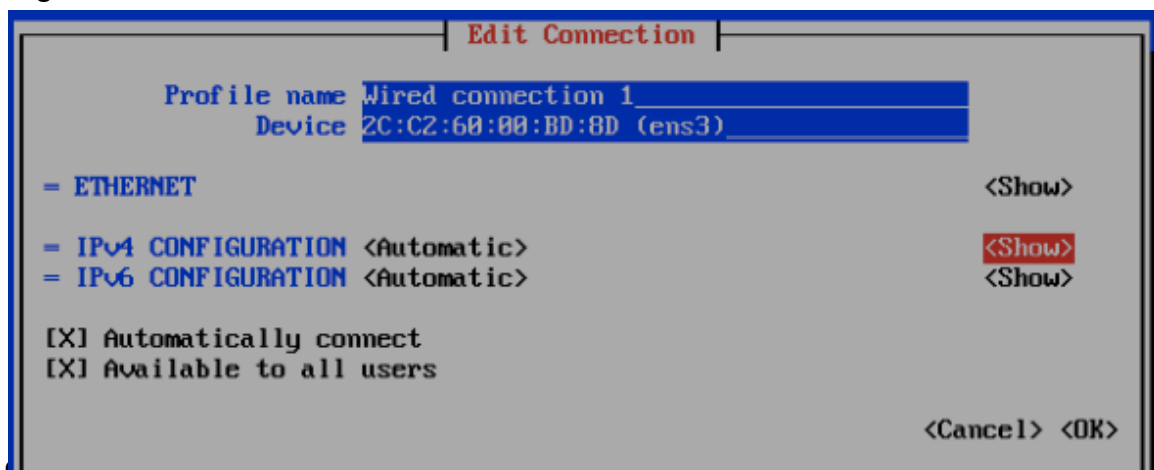 Edit Connection
Profile name Wired connection 1
Device 2C:C2:60:00:BD:8D (ens3)
= ETHERNET <Show>
= IPv4 CONFIGURATION <Automatic> <Show>
= IPv6 CONFIGURATION <Automatic> <Show>
[X] Automatically connect
[X] Available to all users
<Cancel> <OK>